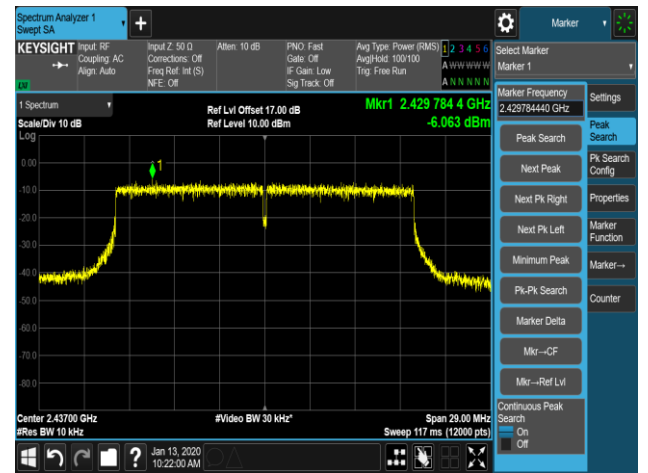 Spectrum Analyzer 1
Swept SA
+
Marker
KEYSIGHT
Input: RF
Coupling: AC
Align: Auto
Input Z: 50 Ω
Corrections: Off
Freq Ref: Int (S)
NFE: Off
Atten: 10 dB
PNO: Fast
Gate: Off
IF Gain: Low
Sig Track: Off
Avg Type: Power (RMS)
Avg|Hold: 100/100
Trig: Free Run
1 2 3 4 5 6
A W W W W W
A N N N N N
Select Marker
Marker 1
1 Spectrum
Scale/Div 10 dB
Log
Ref Lvl Offset 17.00 dB
Ref Level 10.00 dBm
Mkr1 2.429 784 4 GHz
-6.063 dBm
1
0.00
-10.0
-20.0
-30.0
-40.0
-50.0
-60.0
-70.0
-80.0
Center 2.43700 GHz
#Res BW 10 kHz
#Video BW 30 kHz*
Span 29.00 MHz
Sweep 117 ms (12000 pts)
Marker Frequency
2.429784440 GHz
Peak Search
Next Peak
Next Pk Right
Next Pk Left
Minimum Peak
Pk-Pk Search
Marker Delta
Mkr→CF
Mkr→Ref Lvl
Continuous Peak
Search
On
Off
Settings
Peak
Search
Pk Search
Config
Properties
Marker
Function
Marker→
Counter
?
Jan 13, 2020
10:22:00 AM